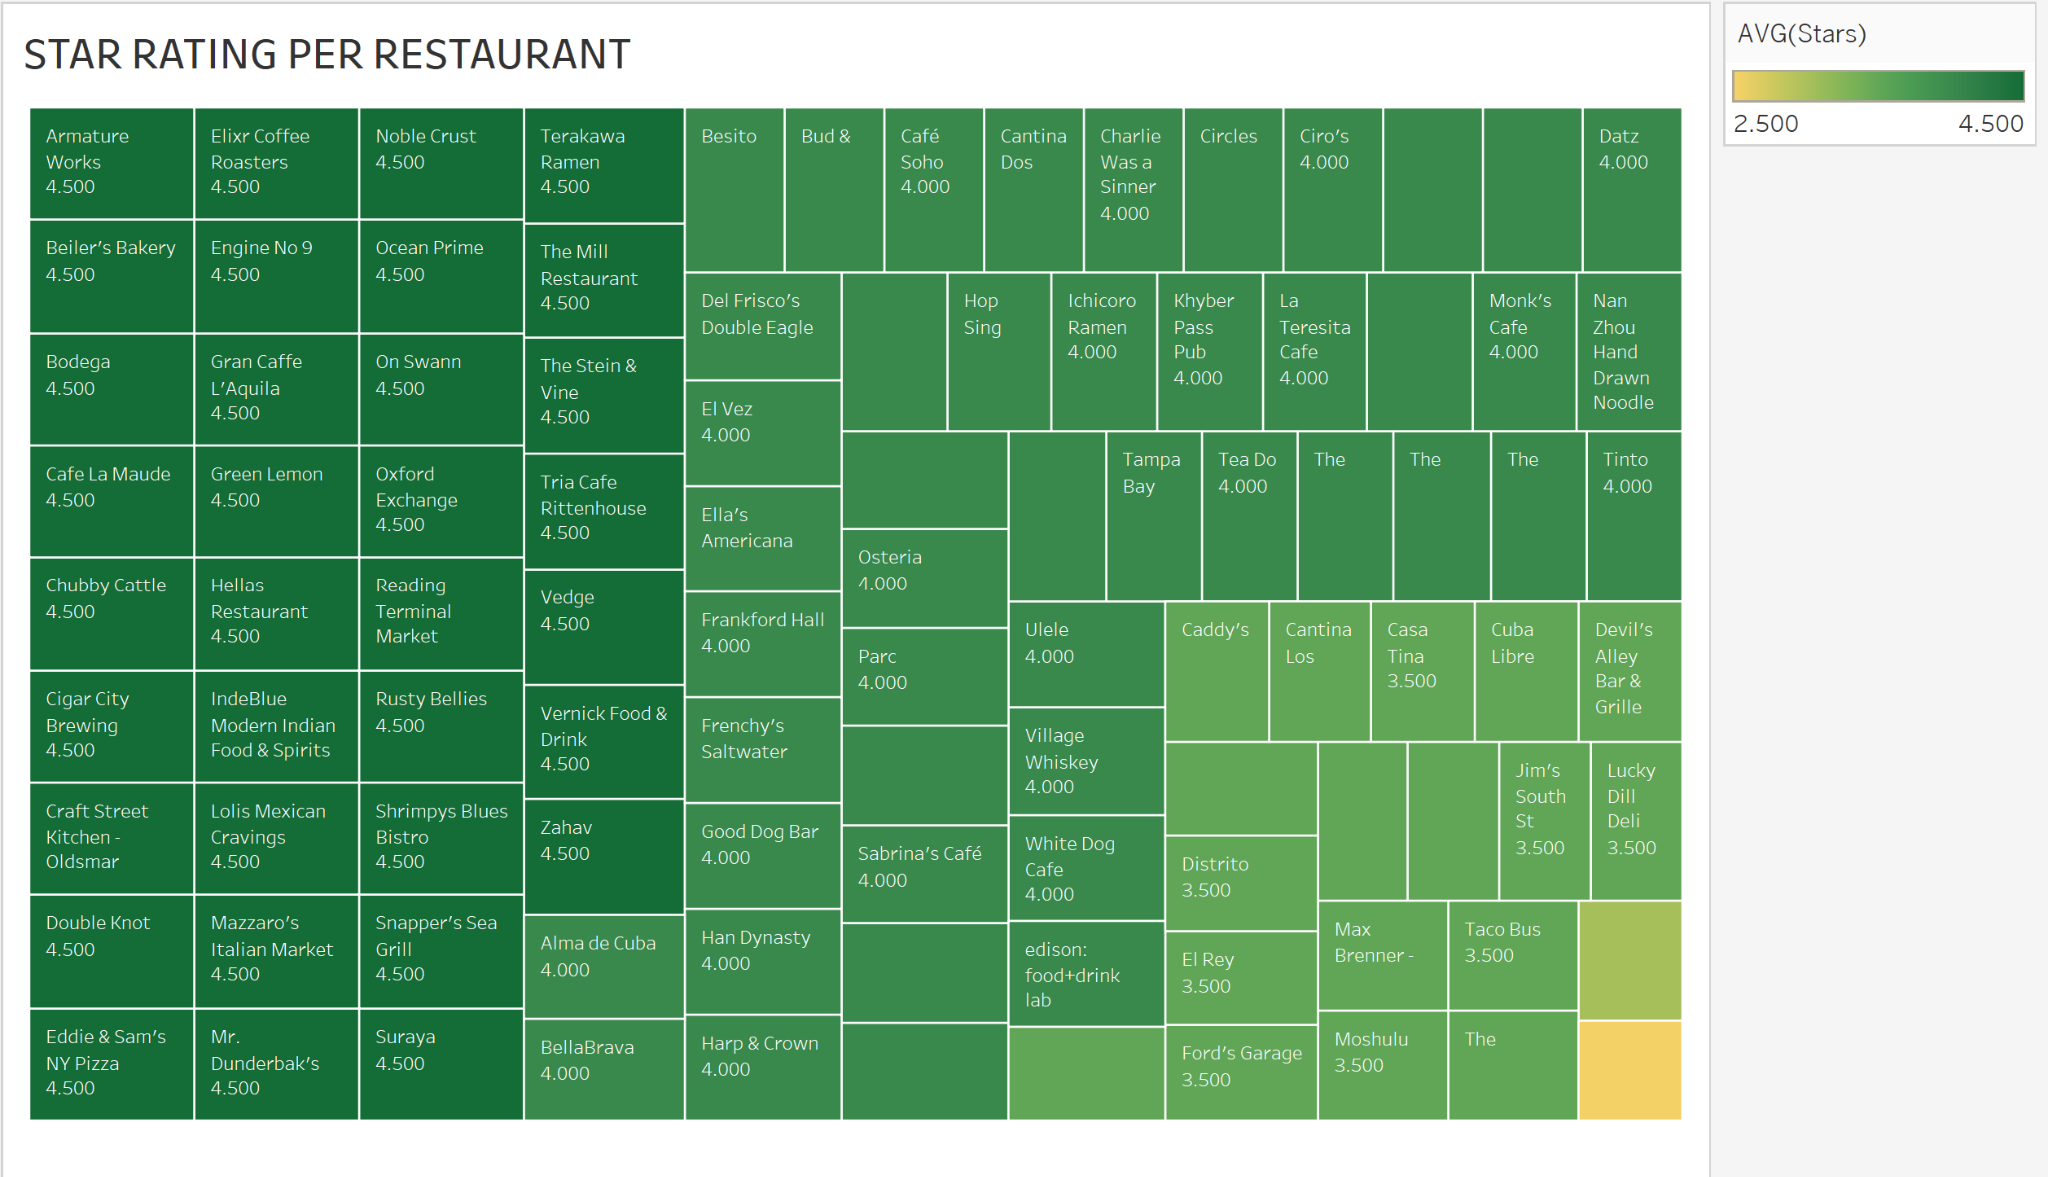 STAR RATING PER RESTAURANT
AVG(Stars)
2.500 4.500
Armature
Works
4.500
Beiler's Bakery
4.500
Bodega
4.500
Cafe La Maude
4.500
Chubby Cattle
4.500
Cigar City
Brewing
4.500
Craft Street
Kitchen -
Oldsmar
Double Knot
4.500
Eddie & Sam's
NY Pizza
4.500
Elixr Coffee
Roasters
4.500
Engine No 9
4.500
Gran Caffe
L'Aquila
4.500
Green Lemon
4.500
Hellas
Restaurant
4.500
IndeBlue
Modern Indian
Food & Spirits
Lolis Mexican
Cravings
4.500
Mazzaro's
Italian Market
4.500
Mr.
Dunderbak's
4.500
Noble Crust
4.500
Ocean Prime
4.500
On Swann
4.500
Oxford
Exchange
4.500
Reading
Terminal
Market
Rusty Bellies
4.500
Shrimpys Blues
Bistro
4.500
Snapper's Sea
Grill
4.500
Suraya
4.500
Terakawa
Ramen
4.500
The Mill
Restaurant
4.500
The Stein &
Vine
4.500
Tria Cafe
Rittenhouse
4.500
Vedge
4.500
Vernick Food &
Drink
4.500
Zahav
4.500
Alma de Cuba
4.000
BellaBrava
4.000
Besito
Bud &
Café
Soho
4.000
Cantina
Dos
Charlie
Was a
Sinner
4.000
Circles
Ciro's
4.000
Datz
4.000
Del Frisco's
Double Eagle
El Vez
4.000
Ella's
Americana
Frankford Hall
4.000
Frenchy's
Saltwater
Good Dog Bar
4.000
Han Dynasty
4.000
Harp & Crown
4.000
Hop
Sing
Ichicoro
Ramen
4.000
Khyber
Pass
Pub
4.000
La
Teresita
Cafe
4.000
Monk's
Cafe
4.000
Nan
Zhou
Hand
Drawn
Noodle
Osteria
4.000
Parc
4.000
Sabrina's Café
4.000
Tampa
Bay
Tea Do
4.000
The
The
The
Tinto
4.000
Ulele
4.000
Village
Whiskey
4.000
White Dog
Cafe
4.000
edison:
food+drink
lab
Caddy's
Cantina
Los
Casa
Tina
3.500
Cuba
Libre
Devil's
Alley
Bar &
Grille
Distrito
3.500
El Rey
3.500
Ford's Garage
3.500
Jim's
South
St
3.500
Lucky
Dill
Deli
3.500
Max
Brenner -
Moshulu
3.500
Taco Bus
3.500
The